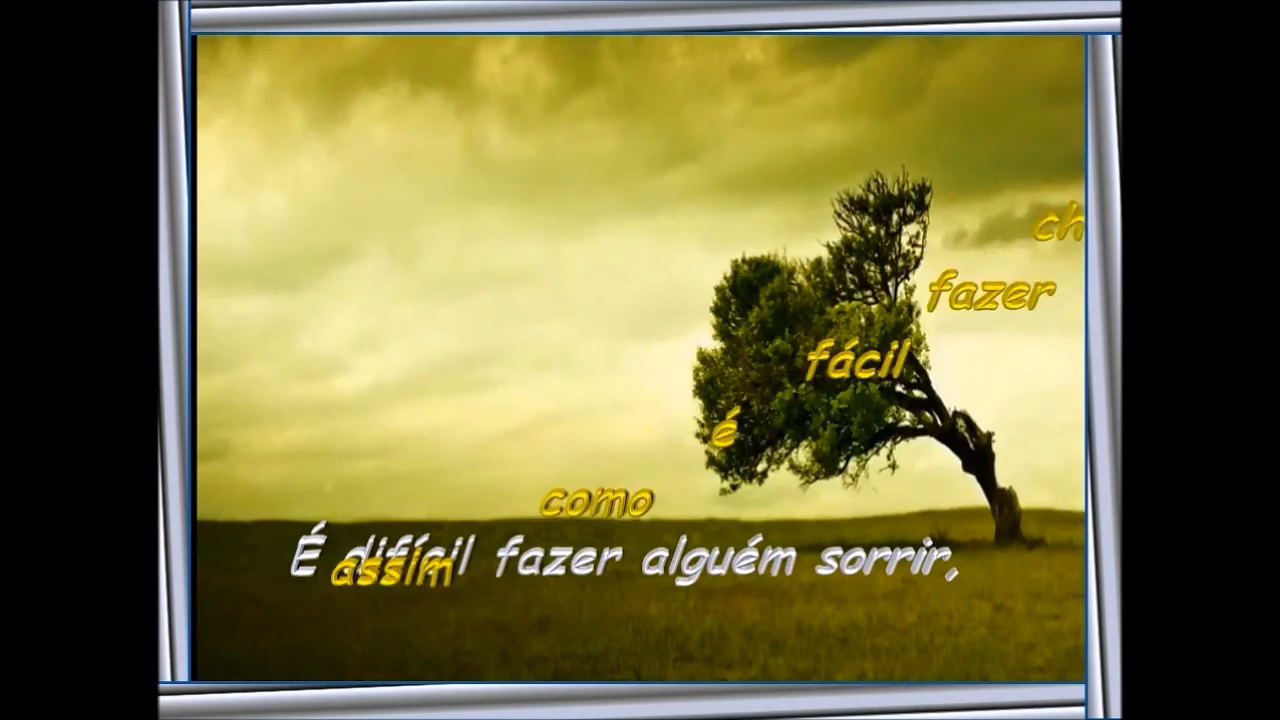 É difícil fazer alguém sorrir,
assim como é fácil fazer ch